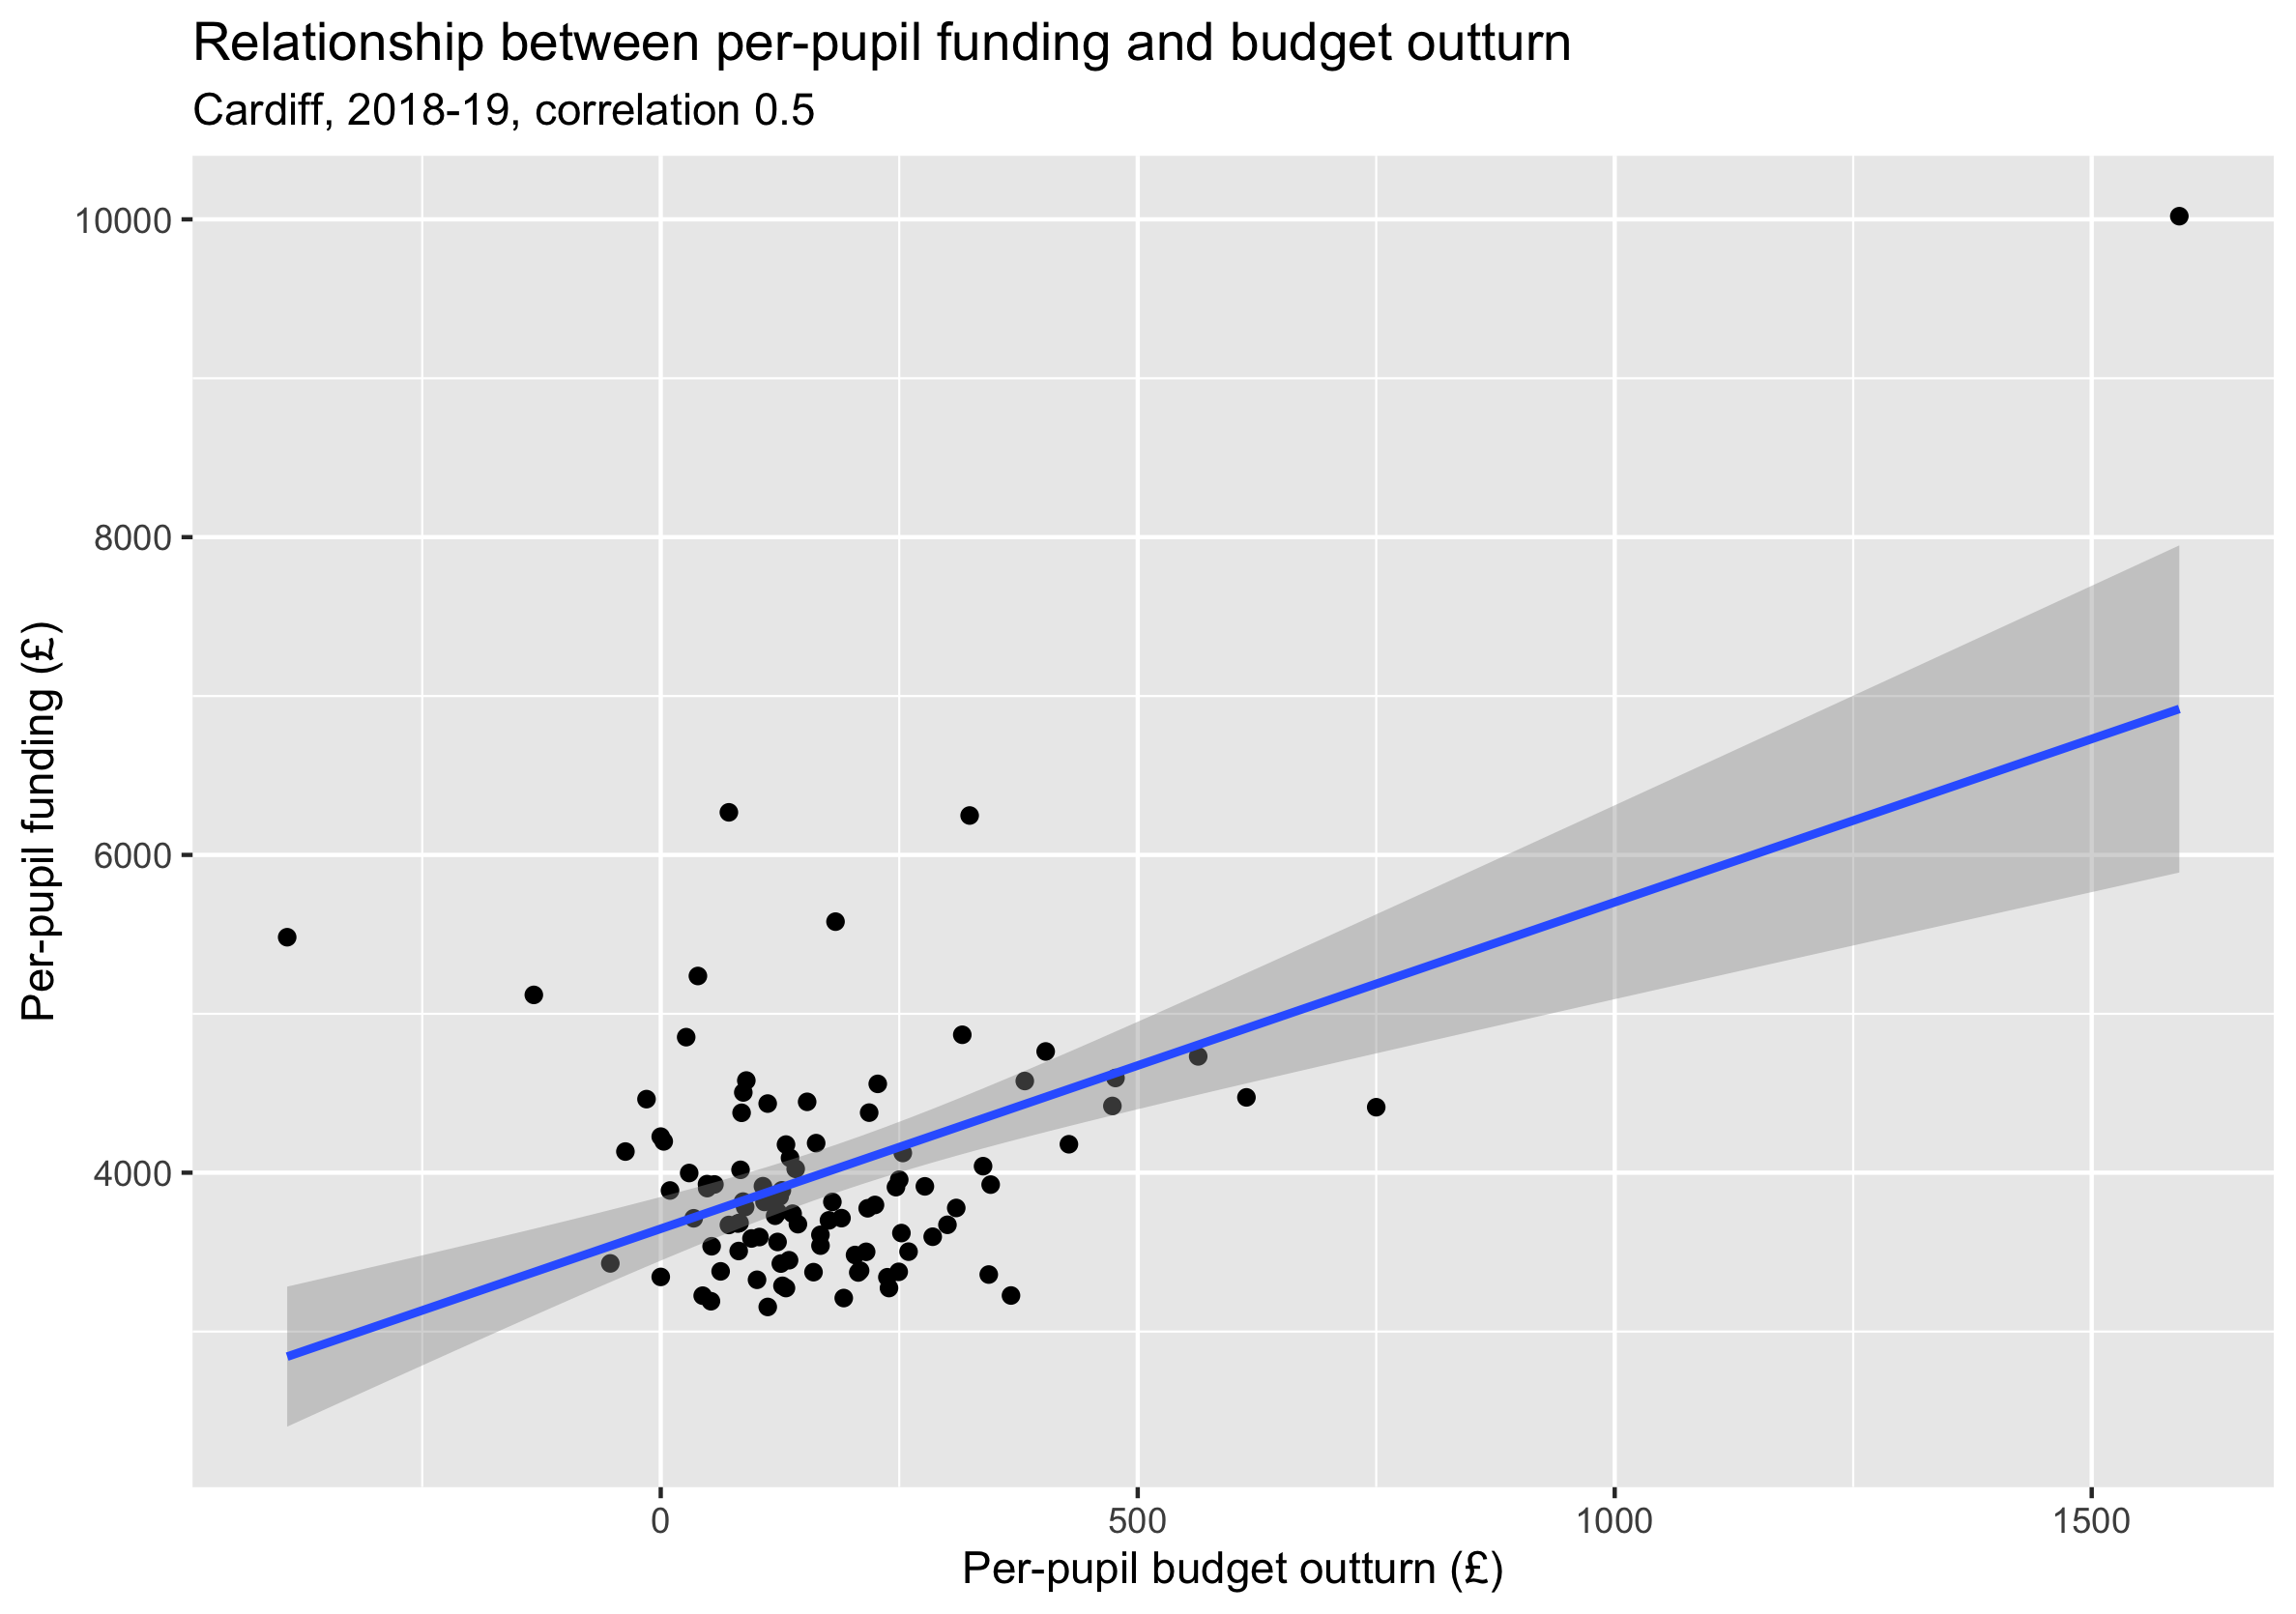 Relationship between per-pupil funding and budget outturn
Cardiff, 2018-19, correlation 0.5
10000
8000
6000
4000
Per-pupil funding (£)
0
500
1000
1500
Per-pupil budget outturn (£)